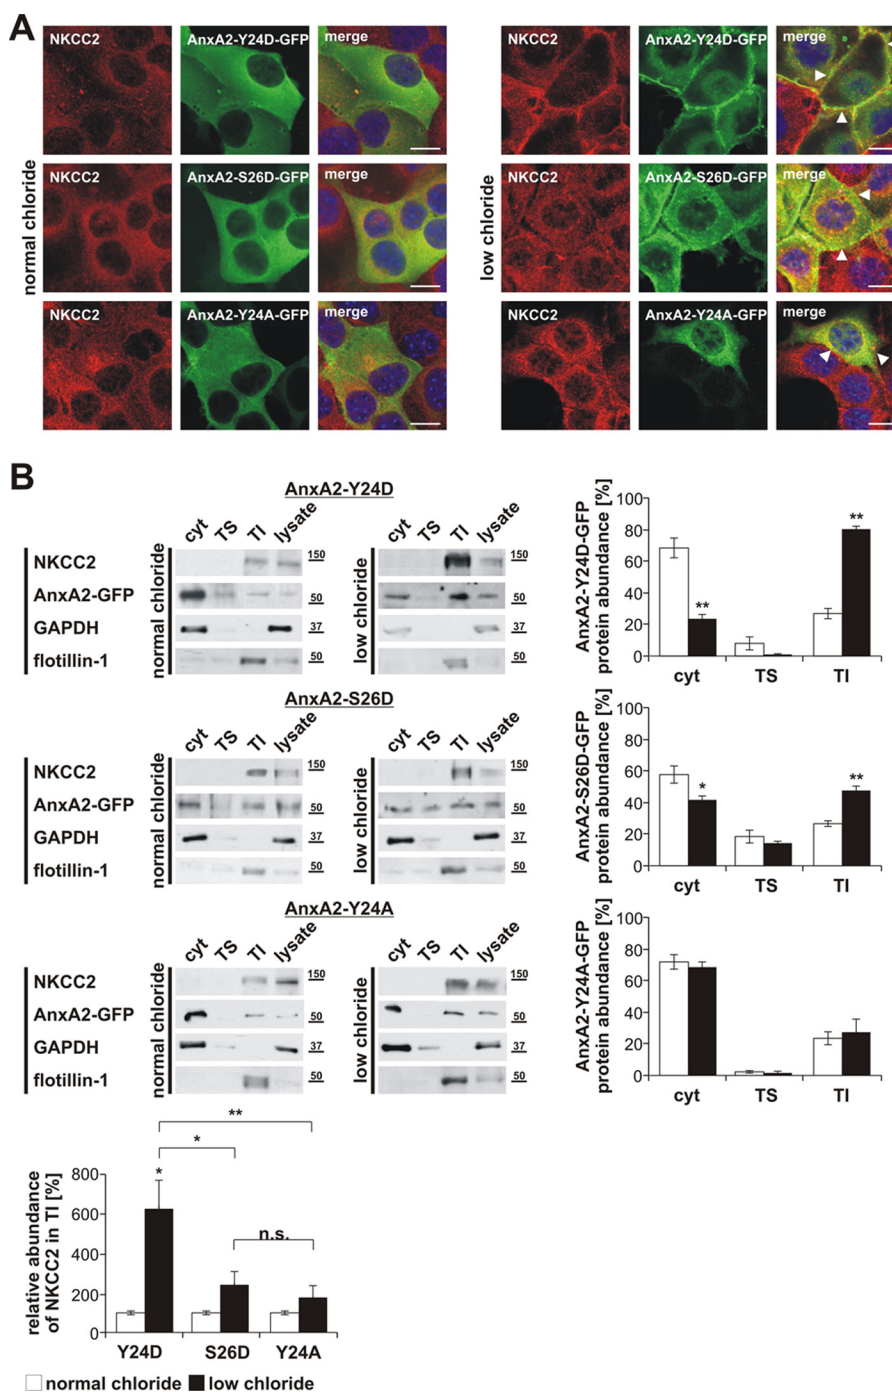 A
NKCC2 AnxA2-Y24D-GFP merge NKCC2 AnxA2-Y24D-GFP merge
normal chloride
NKCC2 AnxA2-S26D-GFP merge NKCC2 AnxA2-S26D-GFP merge
low chloride
NKCC2 AnxA2-Y24A-GFP merge NKCC2 AnxA2-Y24A-GFP merge
B
AnxA2-Y24D
cyt TS TI lysate cyt TS TI lysate
normal chloride low chloride
NKCC2 150 150
AnxA2-GFP 50 50
GAPDH 37 37
flotillin-1 50 50
AnxA2-Y24D-GFP
protein abundance [%]
100
80
60
40
20
0
** **
cyt TS TI
AnxA2-S26D
cyt TS TI lysate cyt TS TI lysate
normal chloride low chloride
NKCC2 150 150
AnxA2-GFP 50 50
GAPDH 37 37
flotillin-1 50 50
AnxA2-S26D-GFP
protein abundance [%]
100
80
60
40
20
0
* **
cyt TS TI
AnxA2-Y24A
cyt TS TI lysate cyt TS TI lysate
normal chloride low chloride
NKCC2 150 150
AnxA2-GFP 50 50
GAPDH 37 37
flotillin-1 50 50
AnxA2-Y24A-GFP
protein abundance [%]
100
80
60
40
20
0
cyt TS TI
relative abundance
of NKCC2 in TI [%]
800
600
400
200
0
**
*
*
n.s.
Y24D S26D Y24A
normal chloride low chloride